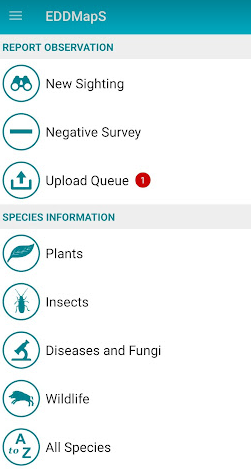 EDDMapS
REPORT OBSERVATION
New Sighting
Negative Survey
Upload Queue 1
SPECIES INFORMATION
Plants
Insects
Diseases and Fungi
Wildlife
A to Z All Species